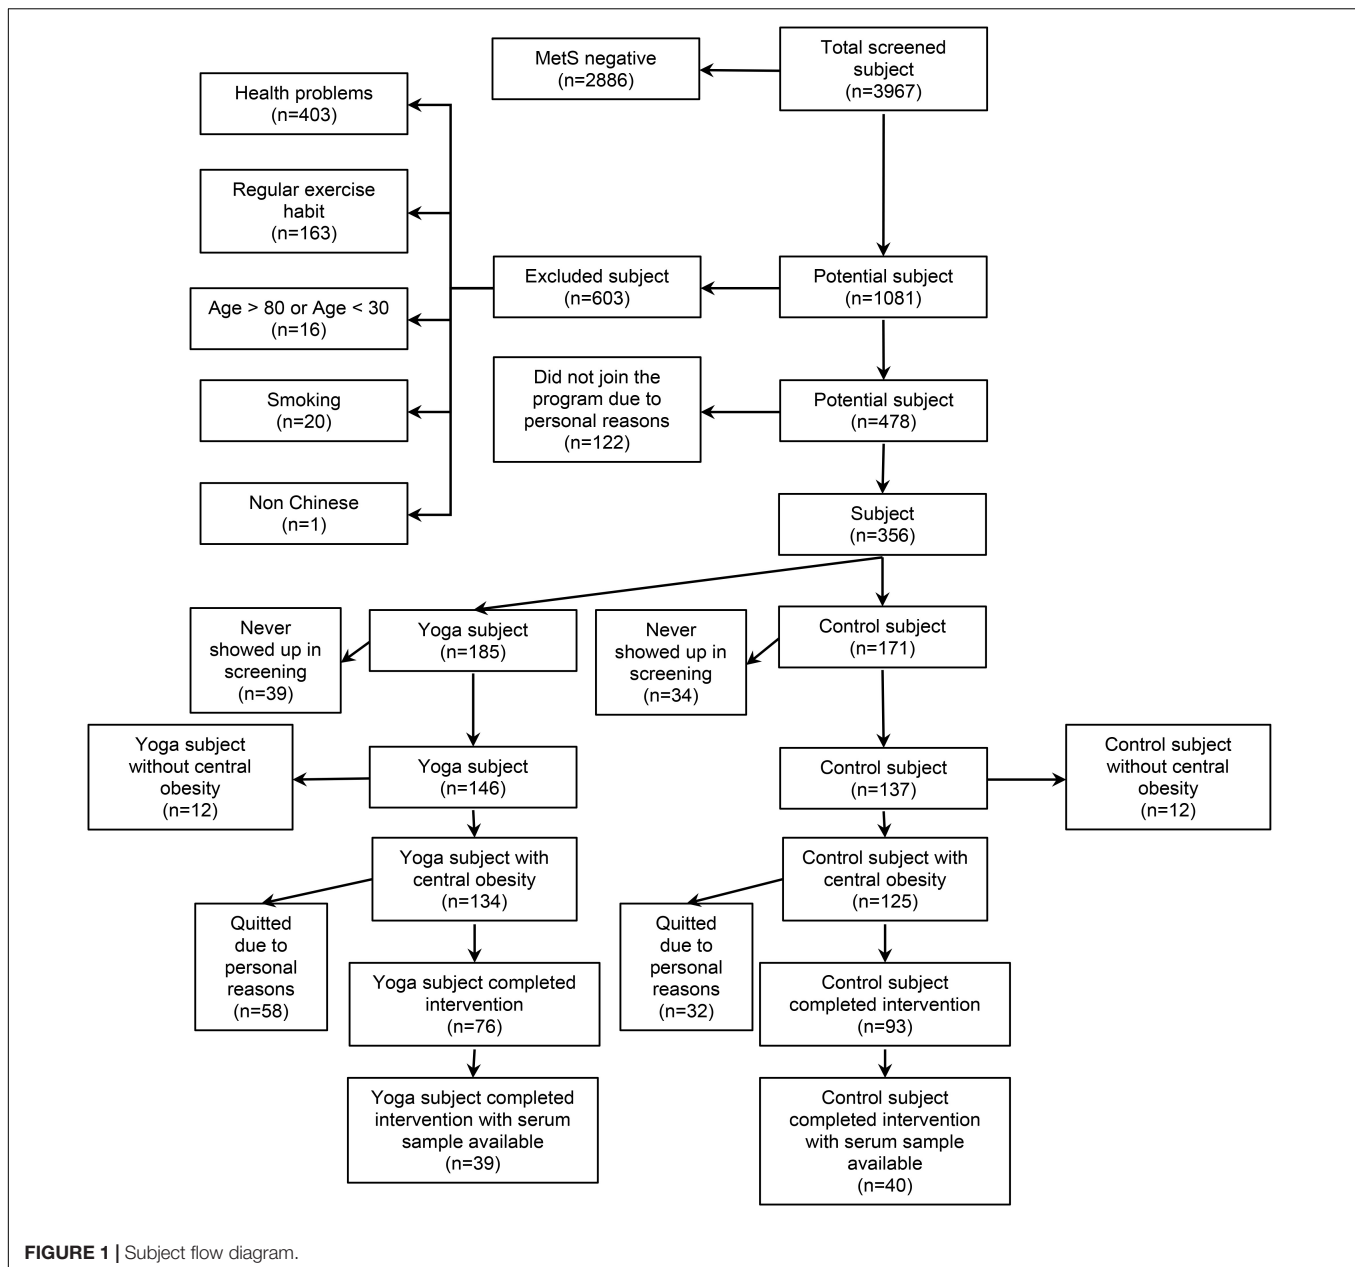 Total screened
subject
(n=3967)
MetS negative
(n=2886)
Health problems
(n=403)
Regular exercise
habit
(n=163)
Excluded subject
(n=603)
Potential subject
(n=1081)
Age > 80 or Age < 30
(n=16)
Did not join the
program due to
personal reasons
(n=122)
Potential subject
(n=478)
Smoking
(n=20)
Non Chinese
(n=1)
Subject
(n=356)
Never
showed up in
screening
(n=39)
Yoga subject
(n=185)
Never
showed up in
screening
(n=34)
Control subject
(n=171)
Yoga subject
without central
obesity
(n=12)
Yoga subject
(n=146)
Control subject
(n=137)
Control subject
without central
obesity
(n=12)
Yoga subject with
central obesity
(n=134)
Control subject with
central obesity
(n=125)
Quitted
due to
personal
reasons
(n=58)
Yoga subject completed
intervention
(n=76)
Quitted
due to
personal
reasons
(n=32)
Control subject
completed intervention
(n=93)
Yoga subject completed
intervention with serum
sample available
(n=39)
Control subject
completed intervention
with serum sample
available
(n=40)
FIGURE 1 | Subject flow diagram.